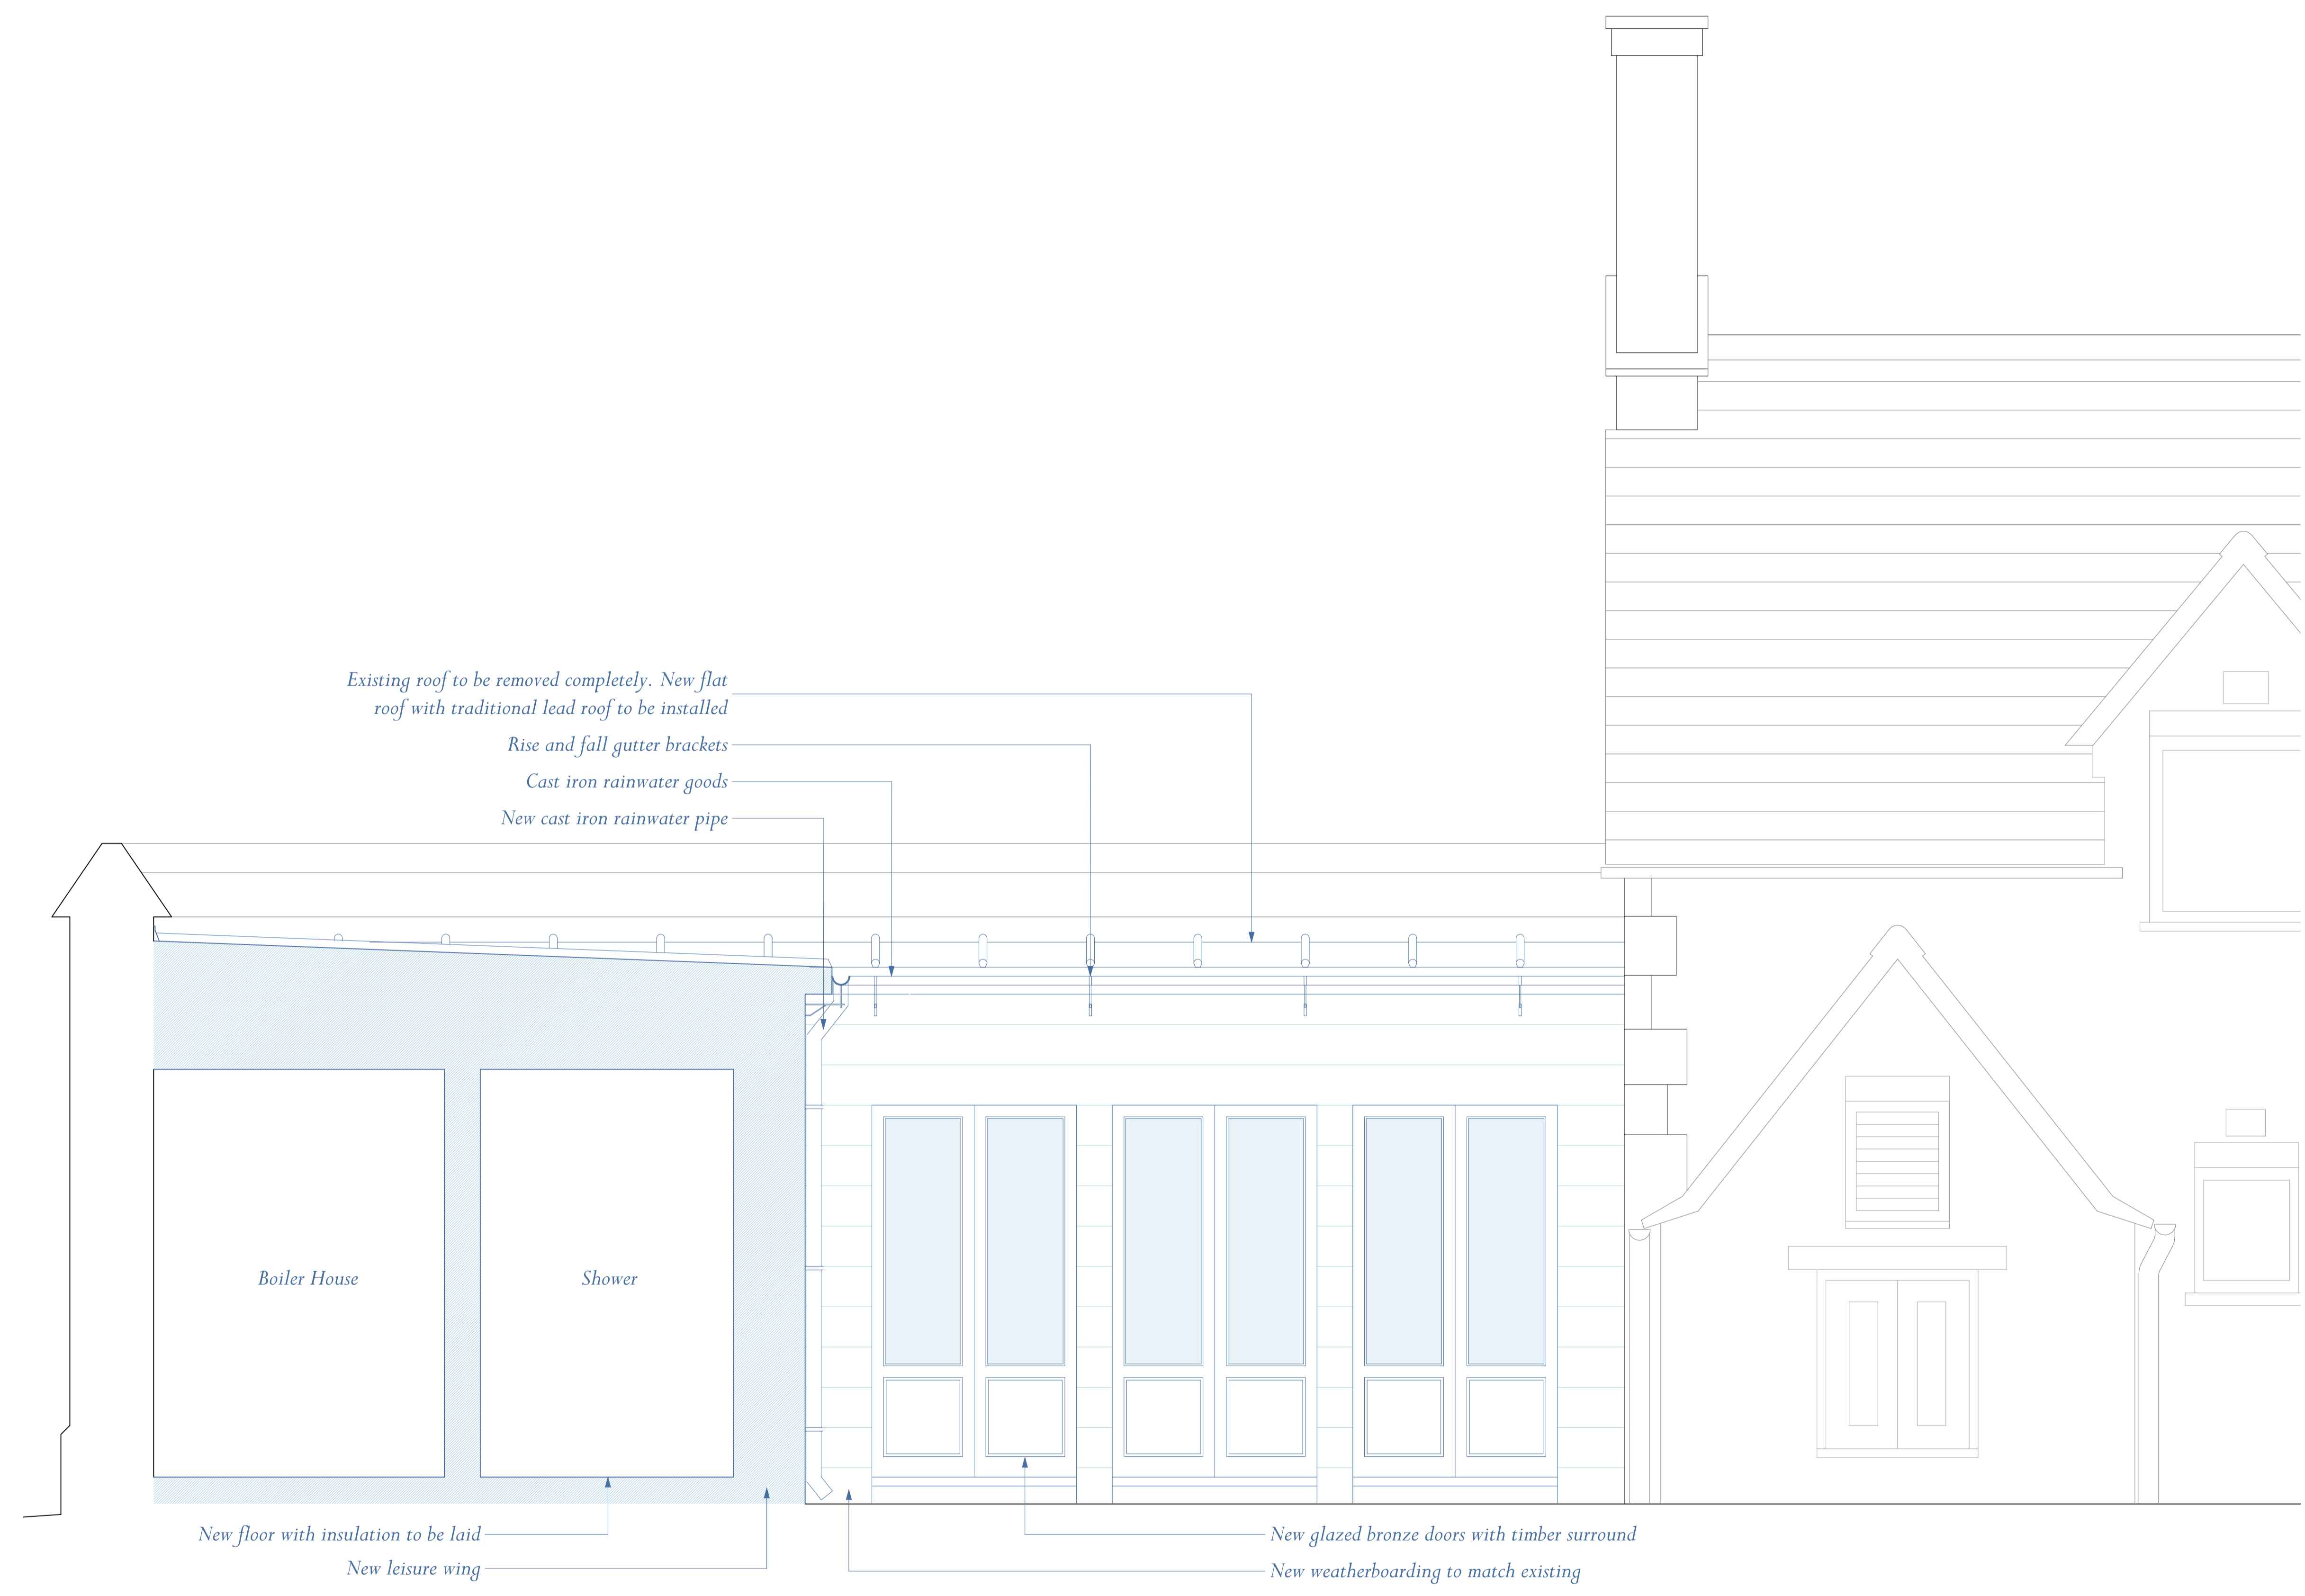 Existing roof to be removed completely. New flat
roof with traditional lead roof to be installed
Rise and fall gutter brackets
Cast iron rainwater goods
New cast iron rainwater pipe
Boiler House
Shower
New floor with insulation to be laid
New leisure wing
New glazed bronze doors with timber surround
New weatherboarding to match existing